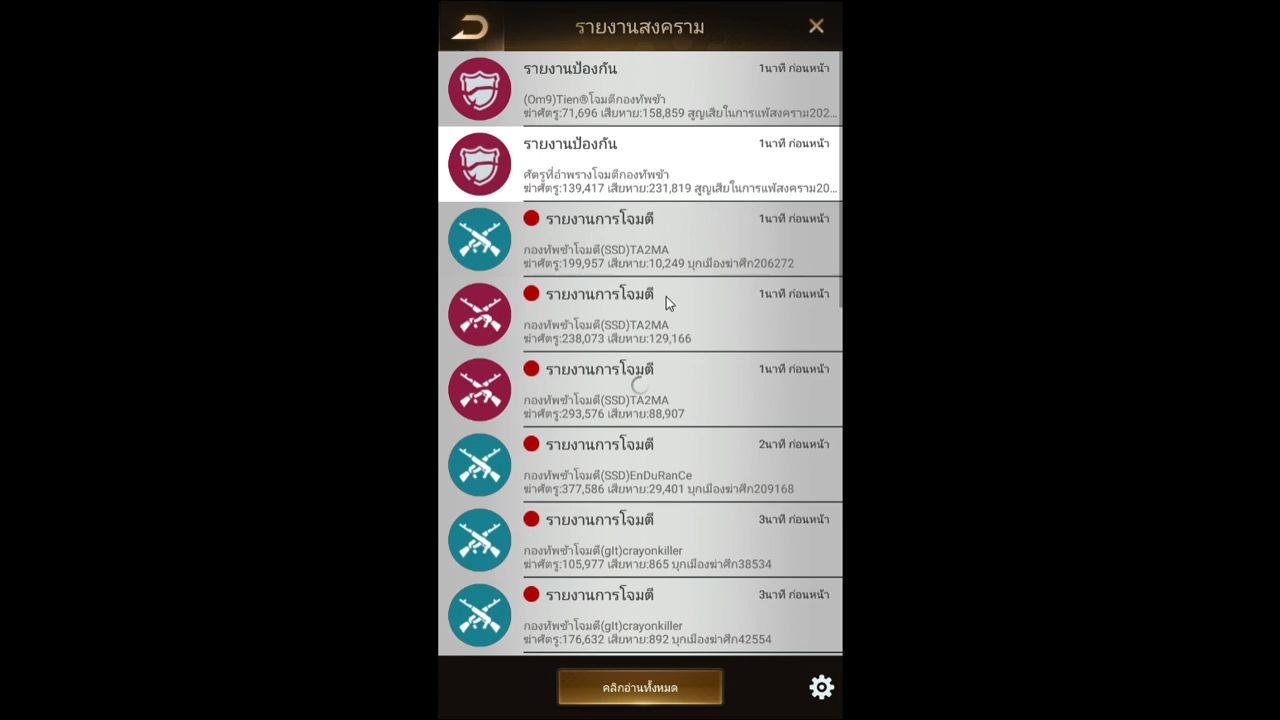 รายงานสงคราม
รายงานป้องกัน
1นาที ก่อนหน้า
(Om9)Tien®โจมตีกองทัพข้า
ฆ่าศัตรู:71,696 เสียหาย:158,859 สูญเสียในการแพ้สงคราม202...
รายงานป้องกัน
1นาที ก่อนหน้า
ศัตรูที่อำพรางโจมตีกองทัพข้า
ฆ่าศัตรู:139,417 เสียหาย:231,819 สูญเสียในการแพ้สงคราม20...
รายงานการโจมตี
1นาที ก่อนหน้า
กองทัพข้าโจมตี(SSD)TA2MA
ฆ่าศัตรู:199,957 เสียหาย:10,249 บุกเมืองฆ่าศึก206272
รายงานการโจมตี
1นาที ก่อนหน้า
กองทัพข้าโจมตี(SSD)TA2MA
ฆ่าศัตรู:238,073 เสียหาย:129,166
รายงานการโจมตี
1นาที ก่อนหน้า
กองทัพข้าโจมตี(SSD)TA2MA
ฆ่าศัตรู:293,576 เสียหาย:88,907
รายงานการโจมตี
2นาที ก่อนหน้า
กองทัพข้าโจมตี(SSD)EnDuRanCe
ฆ่าศัตรู:377,586 เสียหาย:29,401 บุกเมืองฆ่าศึก209168
รายงานการโจมตี
3นาที ก่อนหน้า
กองทัพข้าโจมตี(glt)crayonkiller
ฆ่าศัตรู:105,977 เสียหาย:865 บุกเมืองฆ่าศึก38534
รายงานการโจมตี
3นาที ก่อนหน้า
กองทัพข้าโจมตี(glt)crayonkiller
ฆ่าศัตรู:176,632 เสียหาย:892 บุกเมืองฆ่าศึก42554
คลิกอ่านทั้งหมด